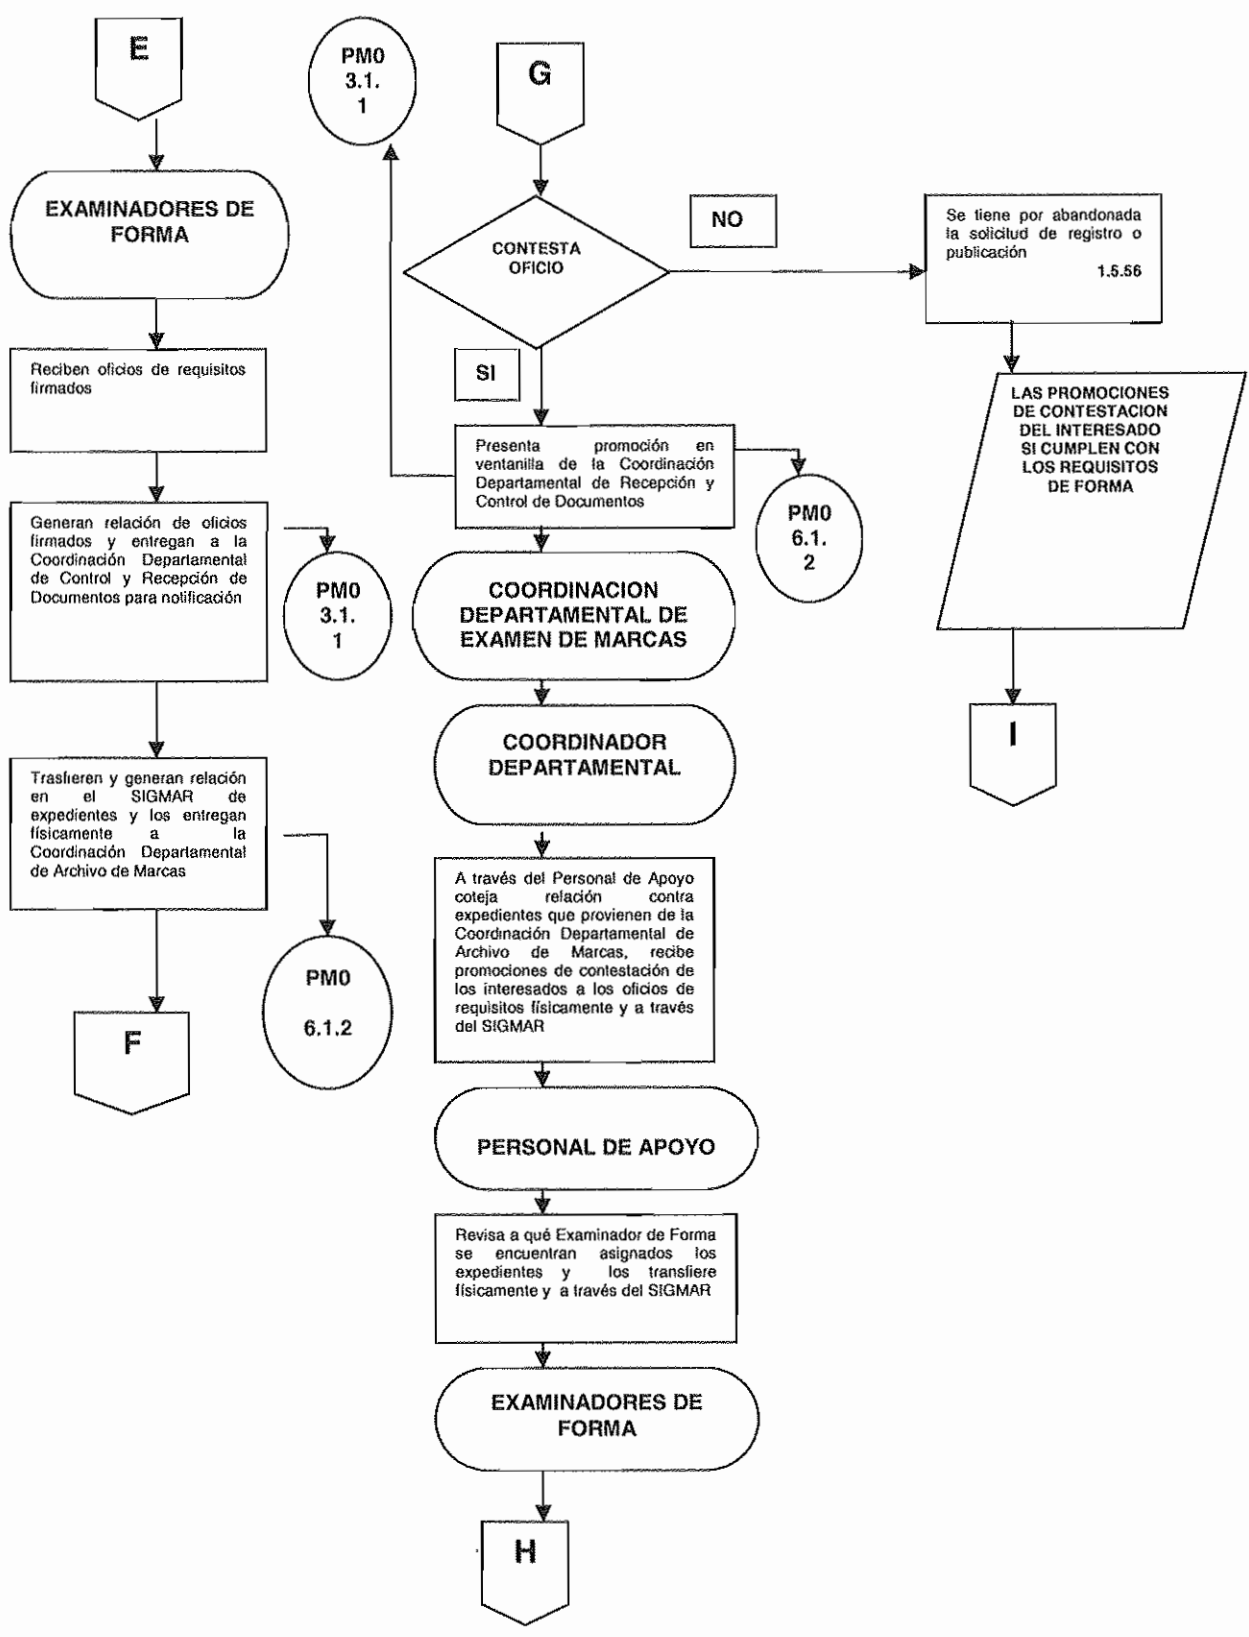 E
EXAMINADORES DE
FORMA
Reciben oficios de requisitos
firmados
Generan relación de oficios
firmados y entregan a la
Coordinación Departamental
de Control y Recepción de
Documentos para notificación
PM0
3.1.
1
Trasfieren y generan relación
en el SIGMAR de
expedientes y los entregan
físicamente a la
Coordinación Departamental
de Archivo de Marcas
PM0
6.1.2
F
PM0
3.1.
1
G
CONTESTA
OFICIO
NO
SI
Presenta promoción en
ventanilla de la Coordinación
Departamental de Recepción y
Control de Documentos
PM0
6.1.
2
COORDINACION
DEPARTAMENTAL DE
EXAMEN DE MARCAS
COORDINADOR
DEPARTAMENTAL
A través del Personal de Apoyo
coteja relación contra
expedientes que provienen de la
Coordinación Departamental de
Archivo de Marcas, recibe
promociones de contestación de
los interesados a los oficios de
requisitos físicamente y a través
del SIGMAR
PERSONAL DE APOYO
Revisa a qué Examinador de Forma
se encuentran asignados los
expedientes y los transfiere
físicamente y a través del SIGMAR
EXAMINADORES DE
FORMA
H
Se tiene por abandonada
la solicitud de registro o
publicación
1.5.56
LAS PROMOCIONES
DE CONTESTACION
DEL INTERESADO
SI CUMPLEN CON
LOS REQUISITOS
DE FORMA
I